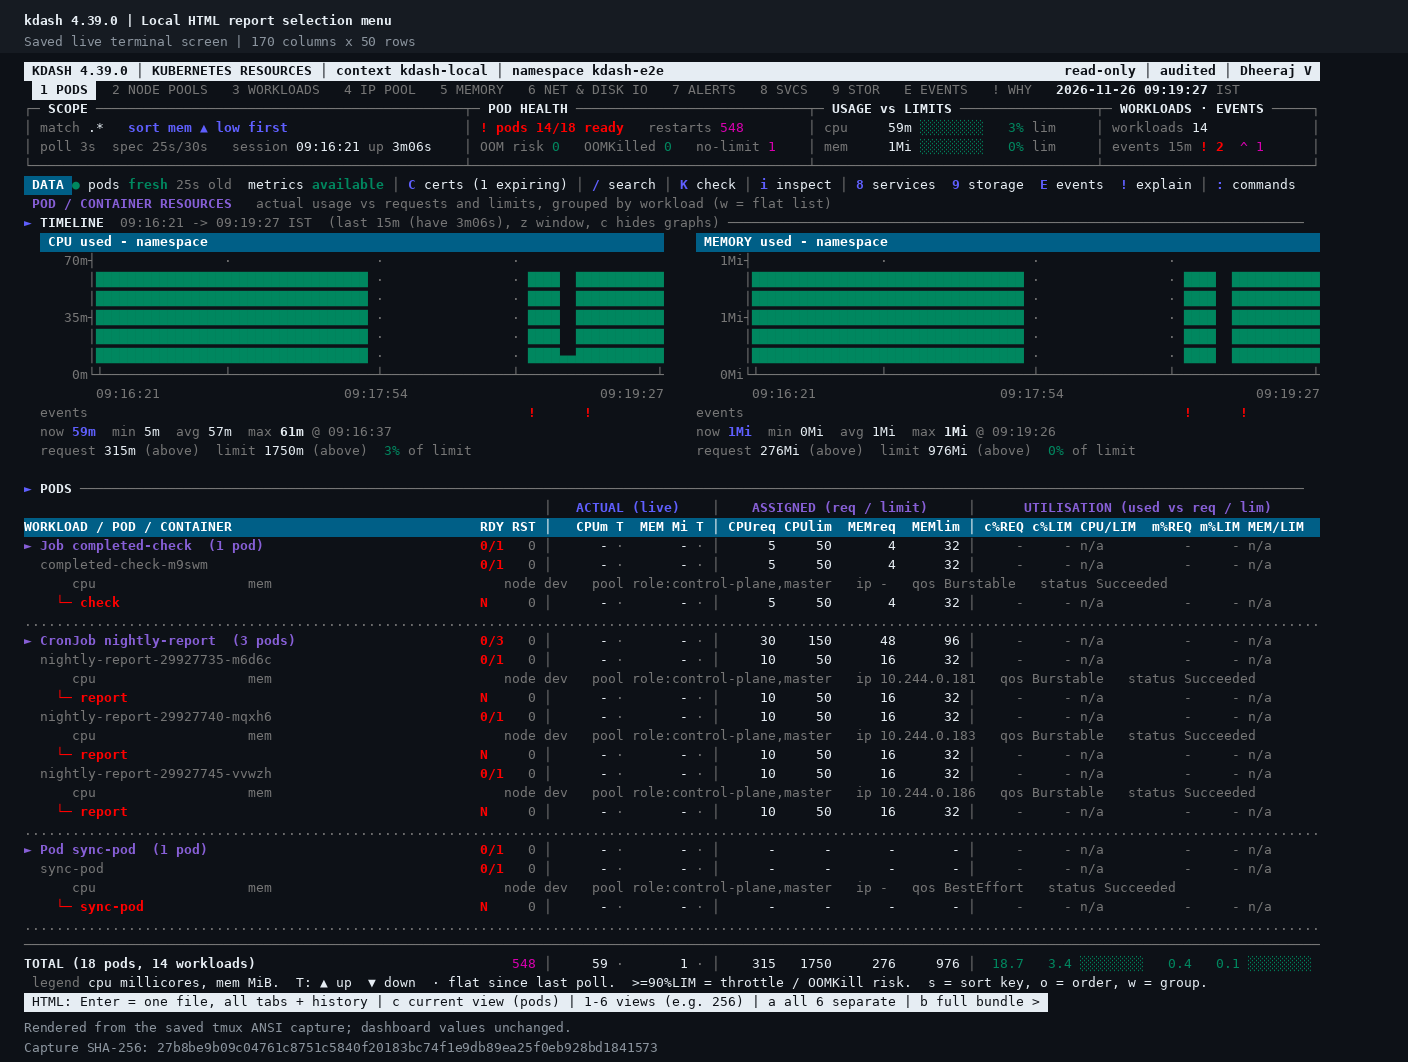 kdash 4.39.0 | Local HTML report selection menu
Saved live terminal screen | 170 columns x 50 rows
KDASH 4.39.0 │ KUBERNETES RESOURCES │ context kdash-local │ namespace kdash-e2e read-only │ audited │ Dheeraj V
1 PODS 2 NODE POOLS 3 WORKLOADS 4 IP POOL 5 MEMORY 6 NET & DISK IO 7 ALERTS 8 SVCS 9 STOR E EVENTS ! WHY 2026-11-26 09:19:27 IST
SCOPE POD HEALTH USAGE vs LIMITS WORKLOADS · EVENTS
match .* sort mem ▲ low first │ ! pods 14/18 ready restarts 548 │ cpu 59m ░░░░░░░░ 3% lim │ workloads 14
poll 3s spec 25s/30s session 09:16:21 up 3m06s │ OOM risk 0 OOMKilled 0 no-limit 1 │ mem 1Mi ░░░░░░░░ 0% lim │ events 15m ! 2 ^ 1
DATA ● pods fresh 25s old metrics available │ C certs (1 expiring) │ / search │ K check │ i inspect │ 8 services 9 storage E events ! explain │ : commands
POD / CONTAINER RESOURCES actual usage vs requests and limits, grouped by workload (w = flat list)
► TIMELINE 09:16:21 -> 09:19:27 IST (last 15m (have 3m06s), z window, c hides graphs)
CPU used - namespace MEMORY used - namespace
70m 1Mi
35m 1Mi
0m 0Mi
09:16:21 09:17:54 09:19:27 09:16:21 09:17:54 09:19:27
events ! ! events ! !
now 59m min 5m avg 57m max 61m @ 09:16:37 now 1Mi min 0Mi avg 1Mi max 1Mi @ 09:19:26
request 315m (above) limit 1750m (above) 3% of limit request 276Mi (above) limit 976Mi (above) 0% of limit
► PODS
│ ACTUAL (live) │ ASSIGNED (req / limit) │ UTILISATION (used vs req / lim)
WORKLOAD / POD / CONTAINER RDY RST │ CPUm T MEM Mi T │ CPUreq CPUlim MEMreq MEMlim │ c%REQ c%LIM CPU/LIM m%REQ m%LIM MEM/LIM
► Job completed-check (1 pod) 0/1 0 │ - · - · │ 5 50 4 32 │ - - n/a - - n/a
completed-check-m9swm 0/1 0 │ - · - · │ 5 50 4 32 │ - - n/a - - n/a
cpu mem node dev pool role:control-plane,master ip - qos Burstable status Succeeded
└─ check N 0 │ - · - · │ 5 50 4 32 │ - - n/a - - n/a
► CronJob nightly-report (3 pods) 0/3 0 │ - · - · │ 30 150 48 96 │ - - n/a - - n/a
nightly-report-29927735-m6d6c 0/1 0 │ - · - · │ 10 50 16 32 │ - - n/a - - n/a
cpu mem node dev pool role:control-plane,master ip 10.244.0.181 qos Burstable status Succeeded
└─ report N 0 │ - · - · │ 10 50 16 32 │ - - n/a - - n/a
nightly-report-29927740-mqxh6 0/1 0 │ - · - · │ 10 50 16 32 │ - - n/a - - n/a
cpu mem node dev pool role:control-plane,master ip 10.244.0.183 qos Burstable status Succeeded
└─ report N 0 │ - · - · │ 10 50 16 32 │ - - n/a - - n/a
nightly-report-29927745-vvwzh 0/1 0 │ - · - · │ 10 50 16 32 │ - - n/a - - n/a
cpu mem node dev pool role:control-plane,master ip 10.244.0.186 qos Burstable status Succeeded
└─ report N 0 │ - · - · │ 10 50 16 32 │ - - n/a - - n/a
► Pod sync-pod (1 pod) 0/1 0 │ - · - · │ - - - - │ - - n/a - - n/a
sync-pod 0/1 0 │ - · - · │ - - - - │ - - n/a - - n/a
cpu mem node dev pool role:control-plane,master ip - qos BestEffort status Succeeded
└─ sync-pod N 0 │ - · - · │ - - - - │ - - n/a - - n/a
TOTAL (18 pods, 14 workloads) 548 │ 59 · 1 · │ 315 1750 276 976 │ 18.7 3.4 ░░░░░░░░ 0.4 0.1 ░░░░░░░░
legend cpu millicores, mem MiB. T: ▲ up ▼ down · flat since last poll. >=90%LIM = throttle / OOMKill risk. s = sort key, o = order, w = group.
HTML: Enter = one file, all tabs + history | c current view (pods) | 1-6 views (e.g. 256) | a all 6 separate | b full bundle >
Rendered from the saved tmux ANSI capture; dashboard values unchanged.
Capture SHA-256: 27b8be9b09c04761c8751c5840f20183bc74f1e9db89ea25f0eb928bd1841573